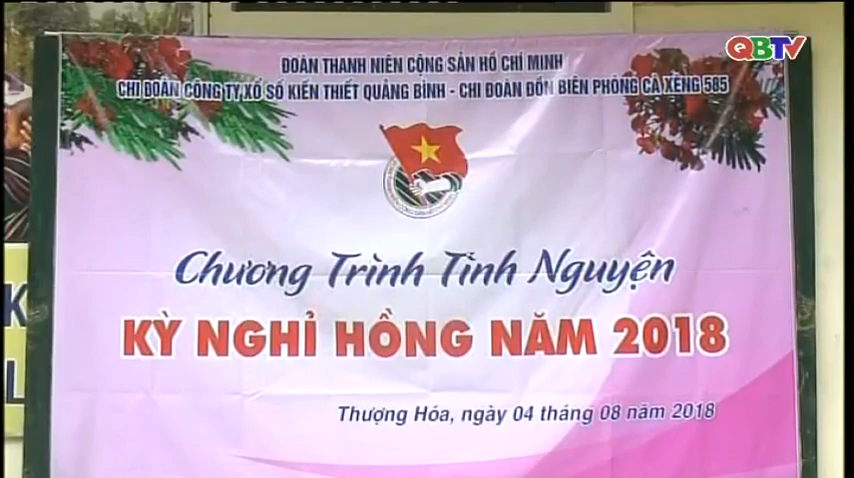 QBTV
ĐOÀN THANH NIÊN CỘNG SẢN HỒ CHÍ MINH
CHI ĐOÀN CÔNG TY XỔ SỐ KIẾN THIẾT QUẢNG BÌNH - CHI ĐOÀN ĐỒN BIÊN PHÒNG CÀ XÈNG 585
Chương Trình Tình Nguyện
KỲ NGHỈ HỒNG NĂM 2018
Thượng Hóa, ngày 04 tháng 08 năm 2018
K
L